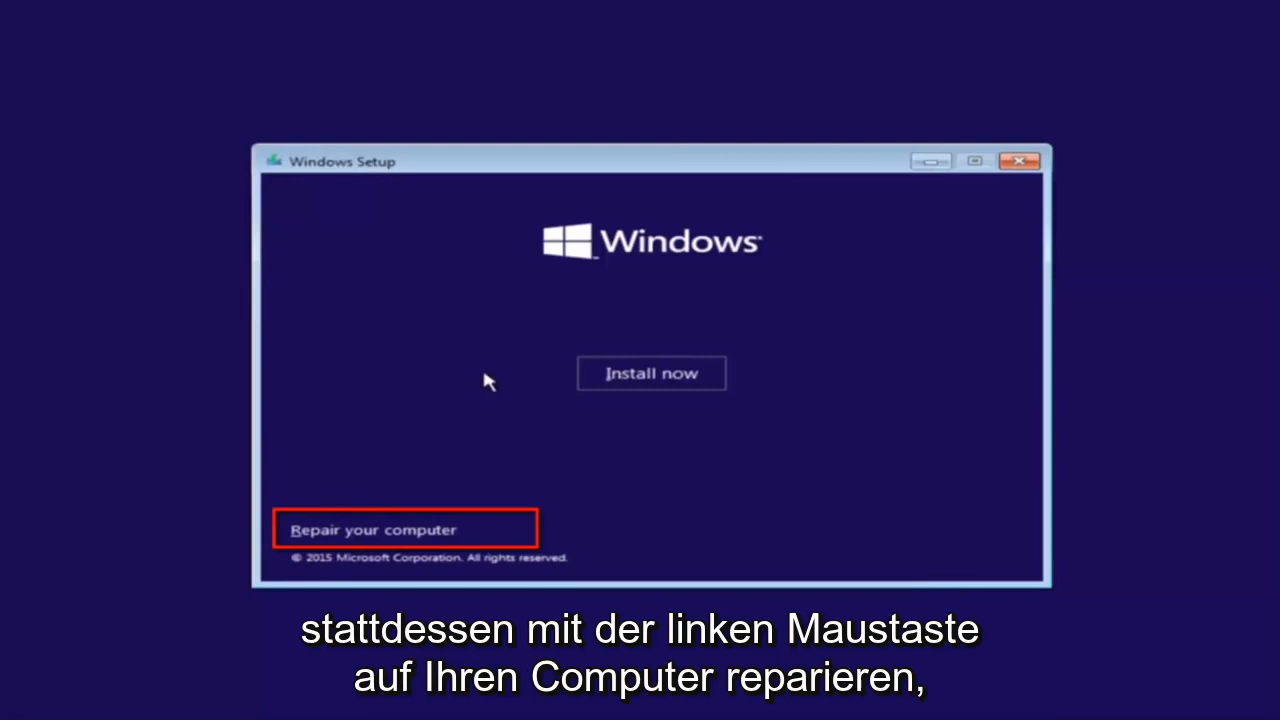 Windows Setup
Windows
Install now
Repair your computer
© 2015 Microsoft Corporation. All rights reserved.
stattdessen mit der linken Maustaste
auf Ihren Computer reparieren,